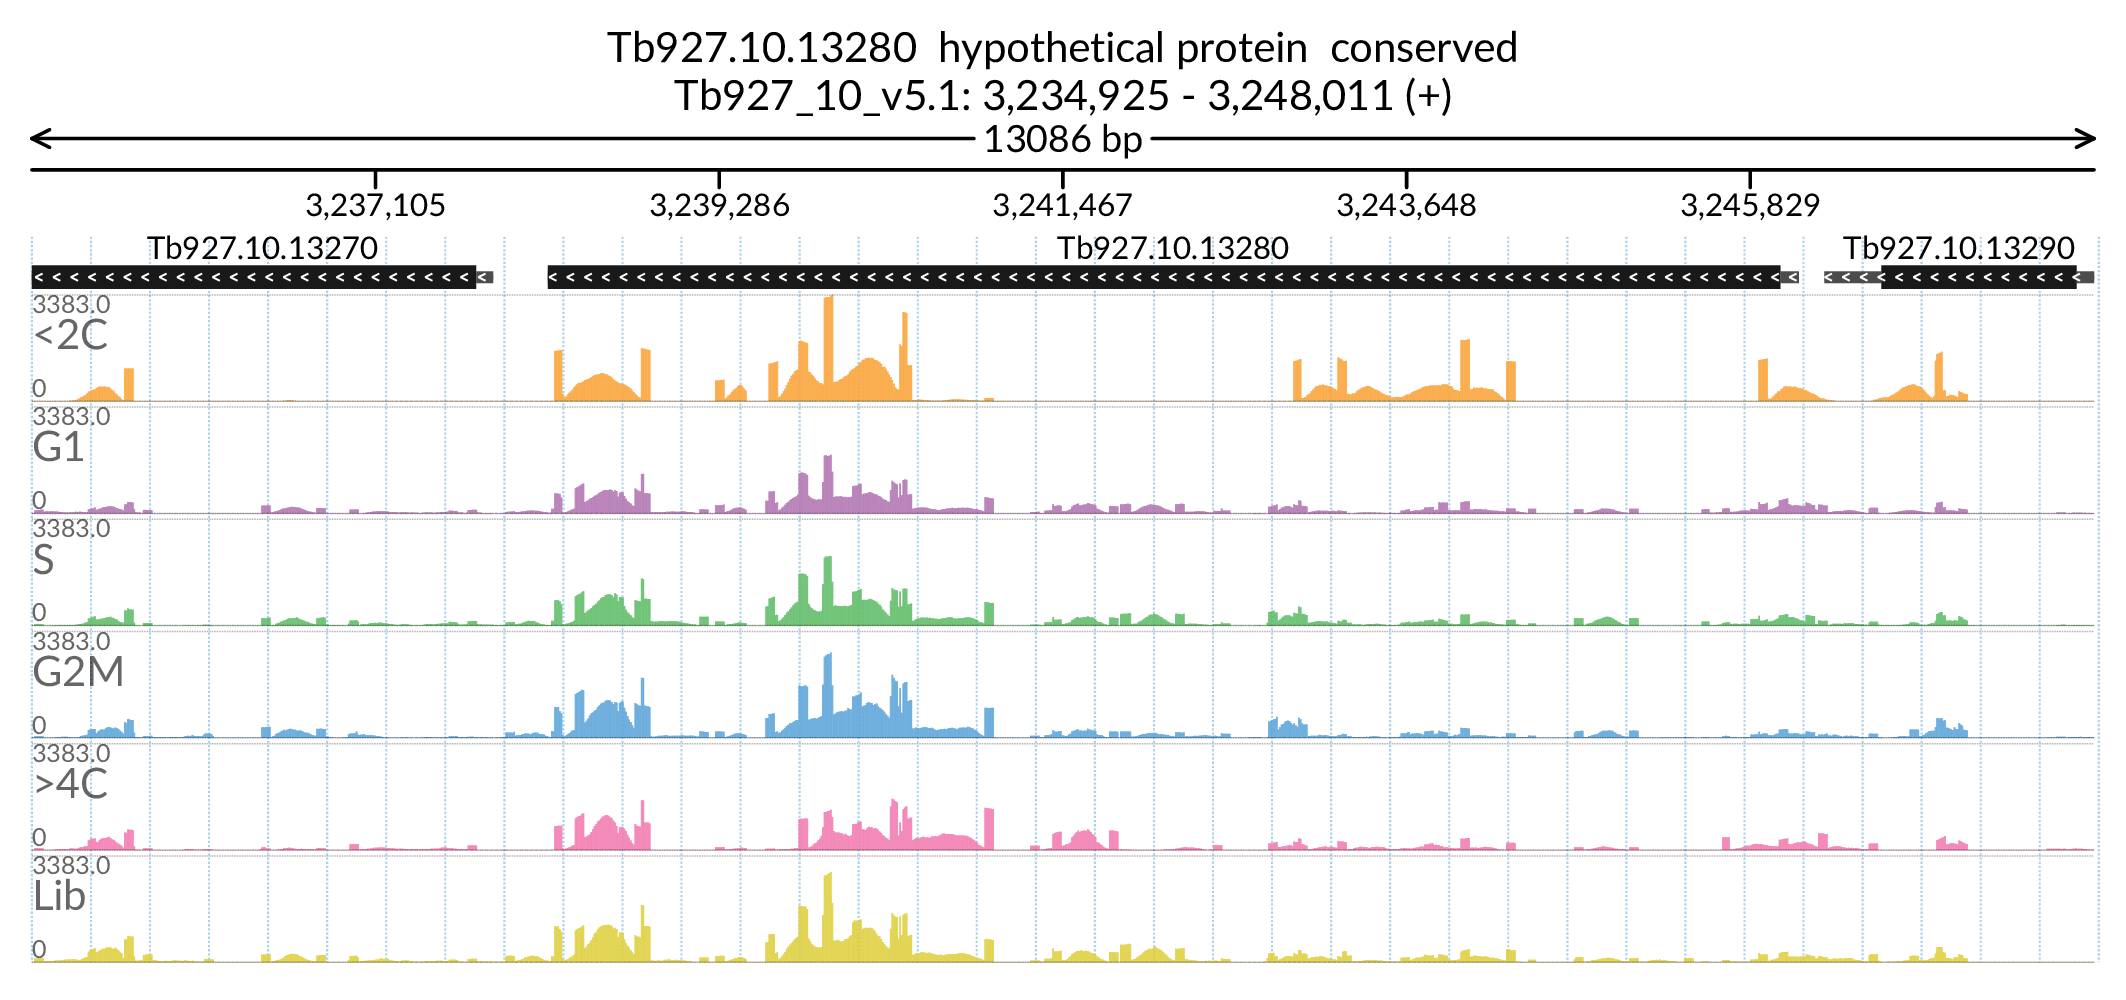 Tb927.10.13280  hypothetical protein  conserved
Tb927_10_v5.1: 3,234,925 - 3,248,011 (+)
13086 bp
3,237,105 3,239,286 3,241,467 3,243,648 3,245,829
Tb927.10.13270 Tb927.10.13280 Tb927.10.13290
3383.0
<2C
0
3383.0
G1
0
3383.0
S
0
3383.0
G2M
0
3383.0
>4C
0
3383.0
Lib
0